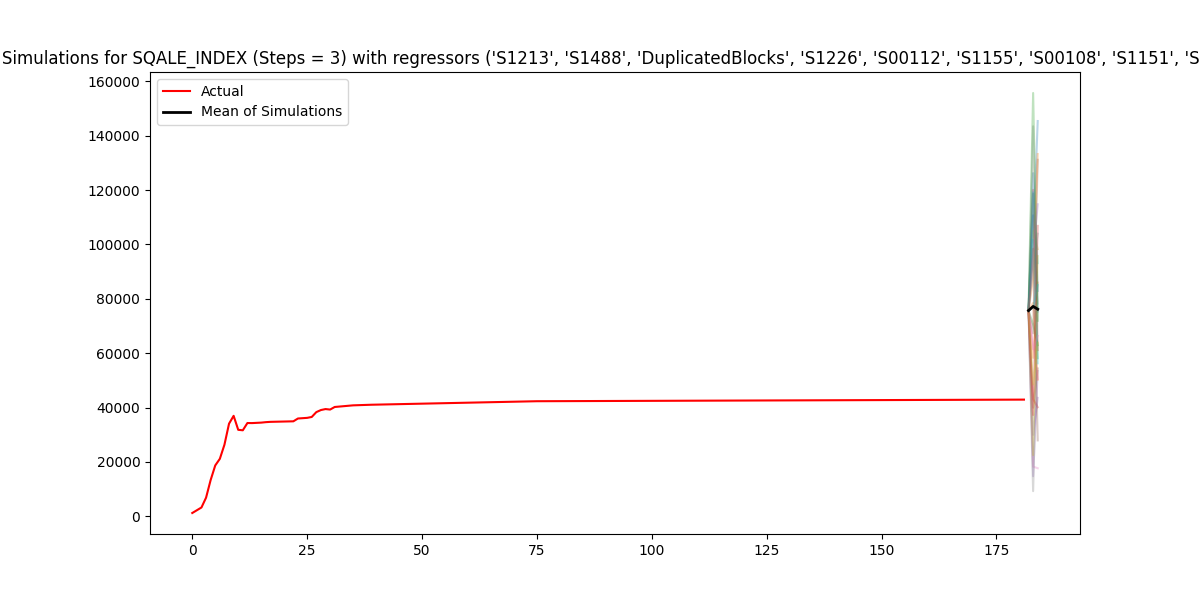 Simulations for SQALE_INDEX (Steps = 3) with regressors ('S1213', 'S1488', 'DuplicatedBlocks', 'S1226', 'S00112', 'S1155', 'S00108', 'S1151', 'S
160000
140000
120000
100000
80000
60000
40000
20000
0
Actual
Mean of Simulations
0 25 50 75 100 125 150 175